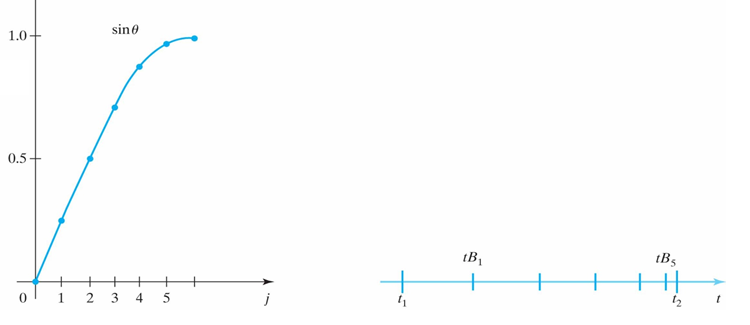 sin θ
1.0
0.5
0 1 2 3 4 5 j
tB₁ tB₅
t₁ t₂ t